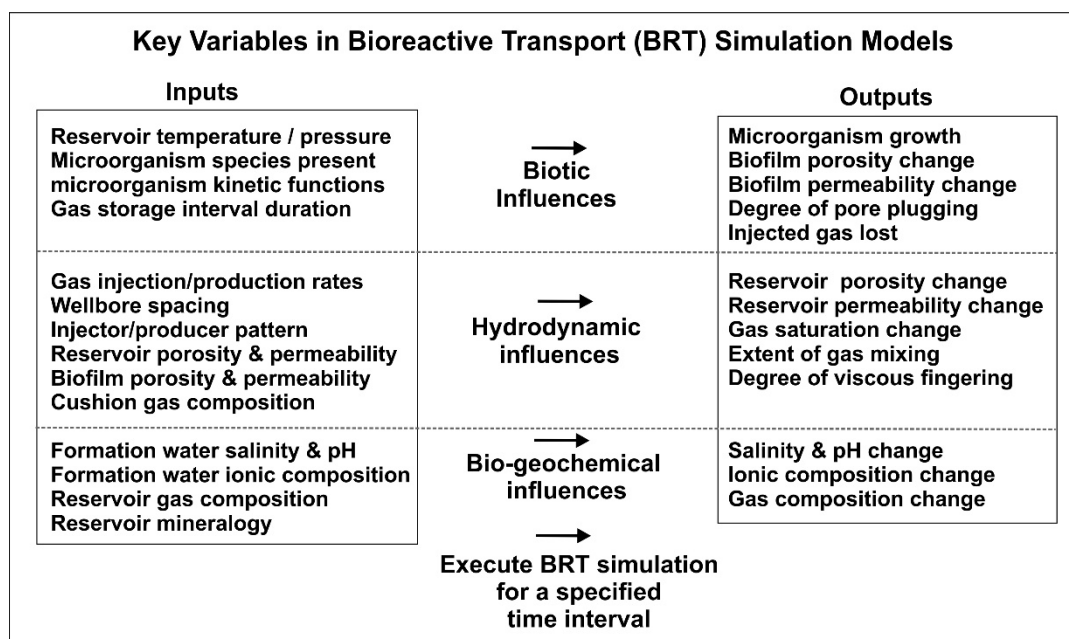 Key Variables in Bioreactive Transport (BRT) Simulation Models
Inputs
Reservoir temperature / pressure
Microorganism species present
microorganism kinetic functions
Gas storage interval duration
Gas injection/production rates
Wellbore spacing
Injector/producer pattern
Reservoir porosity & permeability
Biofilm porosity & permeability
Cushion gas composition
Formation water salinity & pH
Formation water ionic composition
Reservoir gas composition
Reservoir mineralogy
Biotic
Influences
Hydrodynamic
influences
Bio-geochemical
influences
Execute BRT simulation
for a specified
time interval
Outputs
Microorganism growth
Biofilm porosity change
Biofilm permeability change
Degree of pore plugging
Injected gas lost
Reservoir porosity change
Reservoir permeability change
Gas saturation change
Extent of gas mixing
Degree of viscous fingering
Salinity & pH change
Ionic composition change
Gas composition change